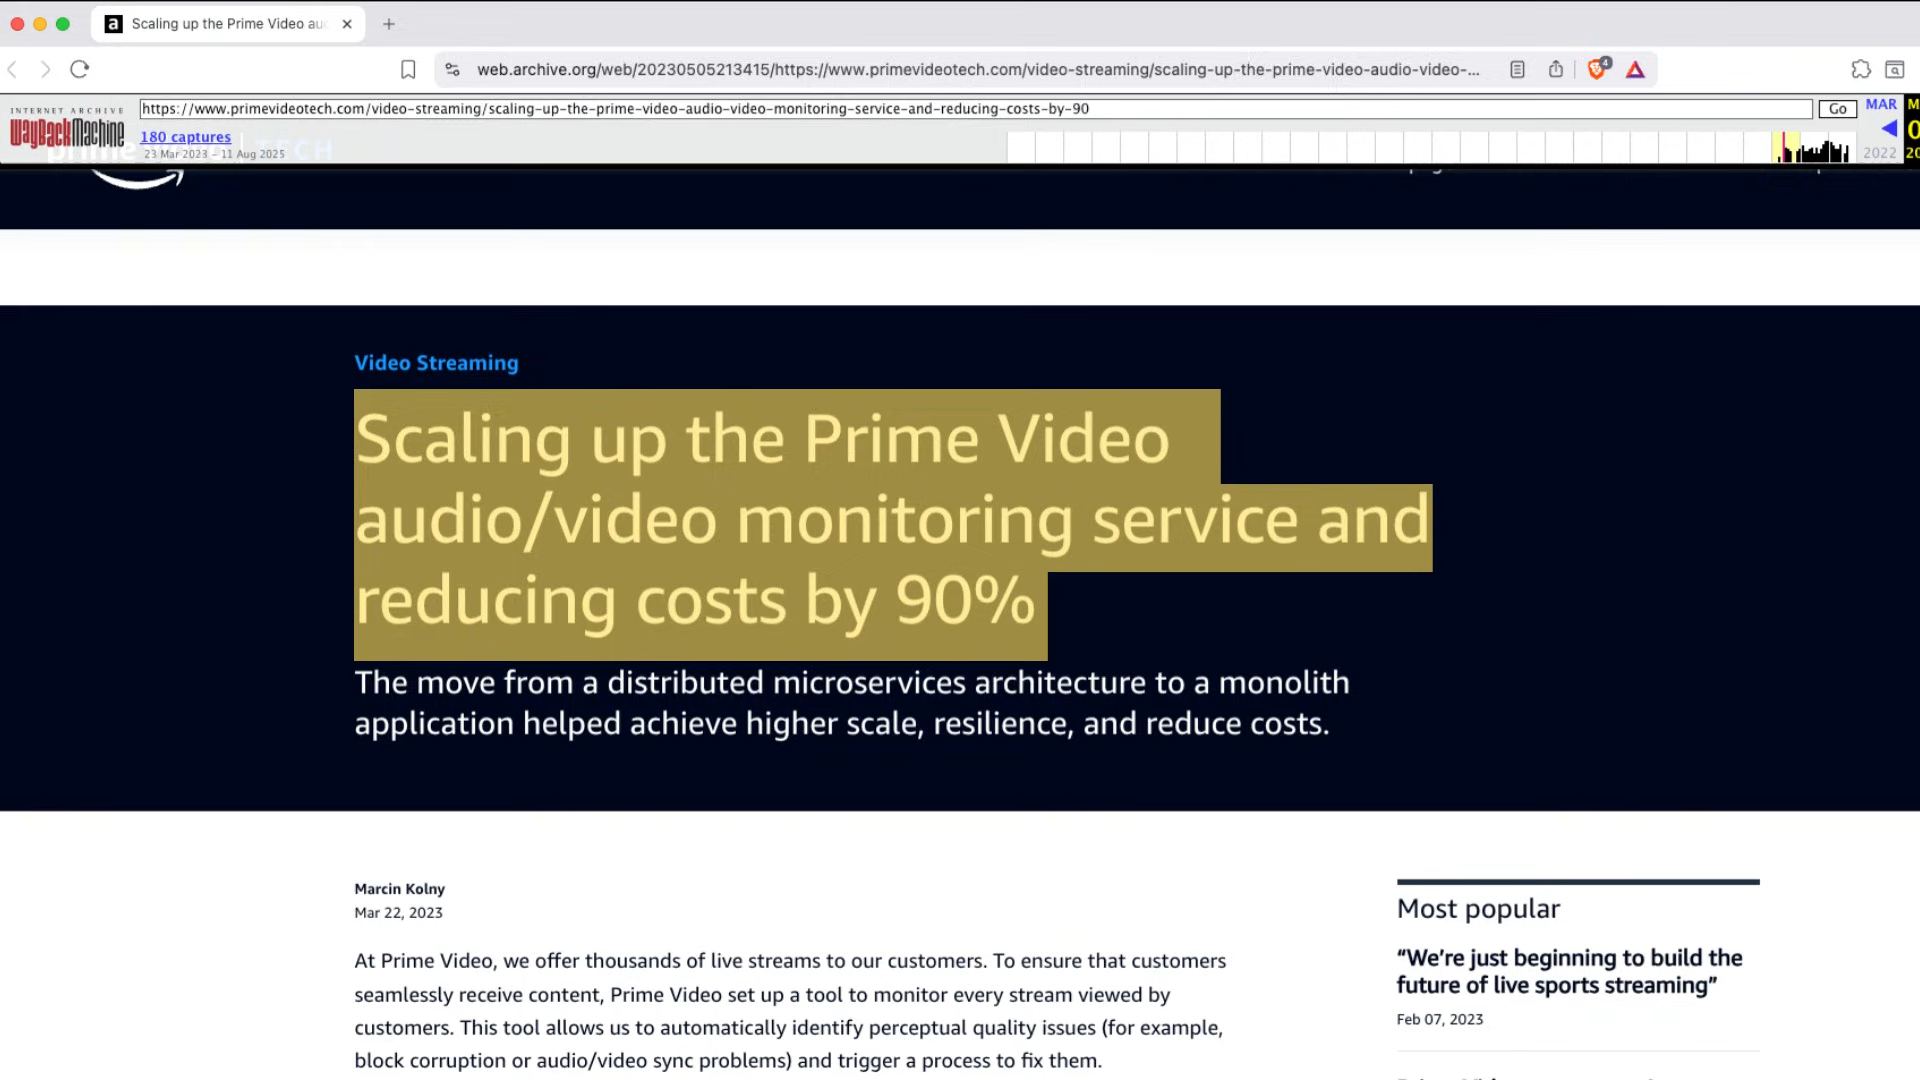 Scaling up the Prime Video au
web.archive.org/web/20230505213415/https://www.primevideotech.com/video-streaming/scaling-up-the-prime-video-audio-video-...
4
INTERNET ARCHIVE
WayBackMachine
https://www.primevideotech.com/video-streaming/scaling-up-the-prime-video-audio-video-monitoring-service-and-reducing-costs-by-90
Go
MAR
180 captures
23 Mar 2023 – 11 Aug 2025
2022
Video Streaming
Scaling up the Prime Video
audio/video monitoring service and
reducing costs by 90%
The move from a distributed microservices architecture to a monolith
application helped achieve higher scale, resilience, and reduce costs.
Marcin Kolny
Mar 22, 2023
At Prime Video, we offer thousands of live streams to our customers. To ensure that customers
seamlessly receive content, Prime Video set up a tool to monitor every stream viewed by
customers. This tool allows us to automatically identify perceptual quality issues (for example,
block corruption or audio/video sync problems) and trigger a process to fix them.
Most popular
“We’re just beginning to build the
future of live sports streaming”
Feb 07, 2023